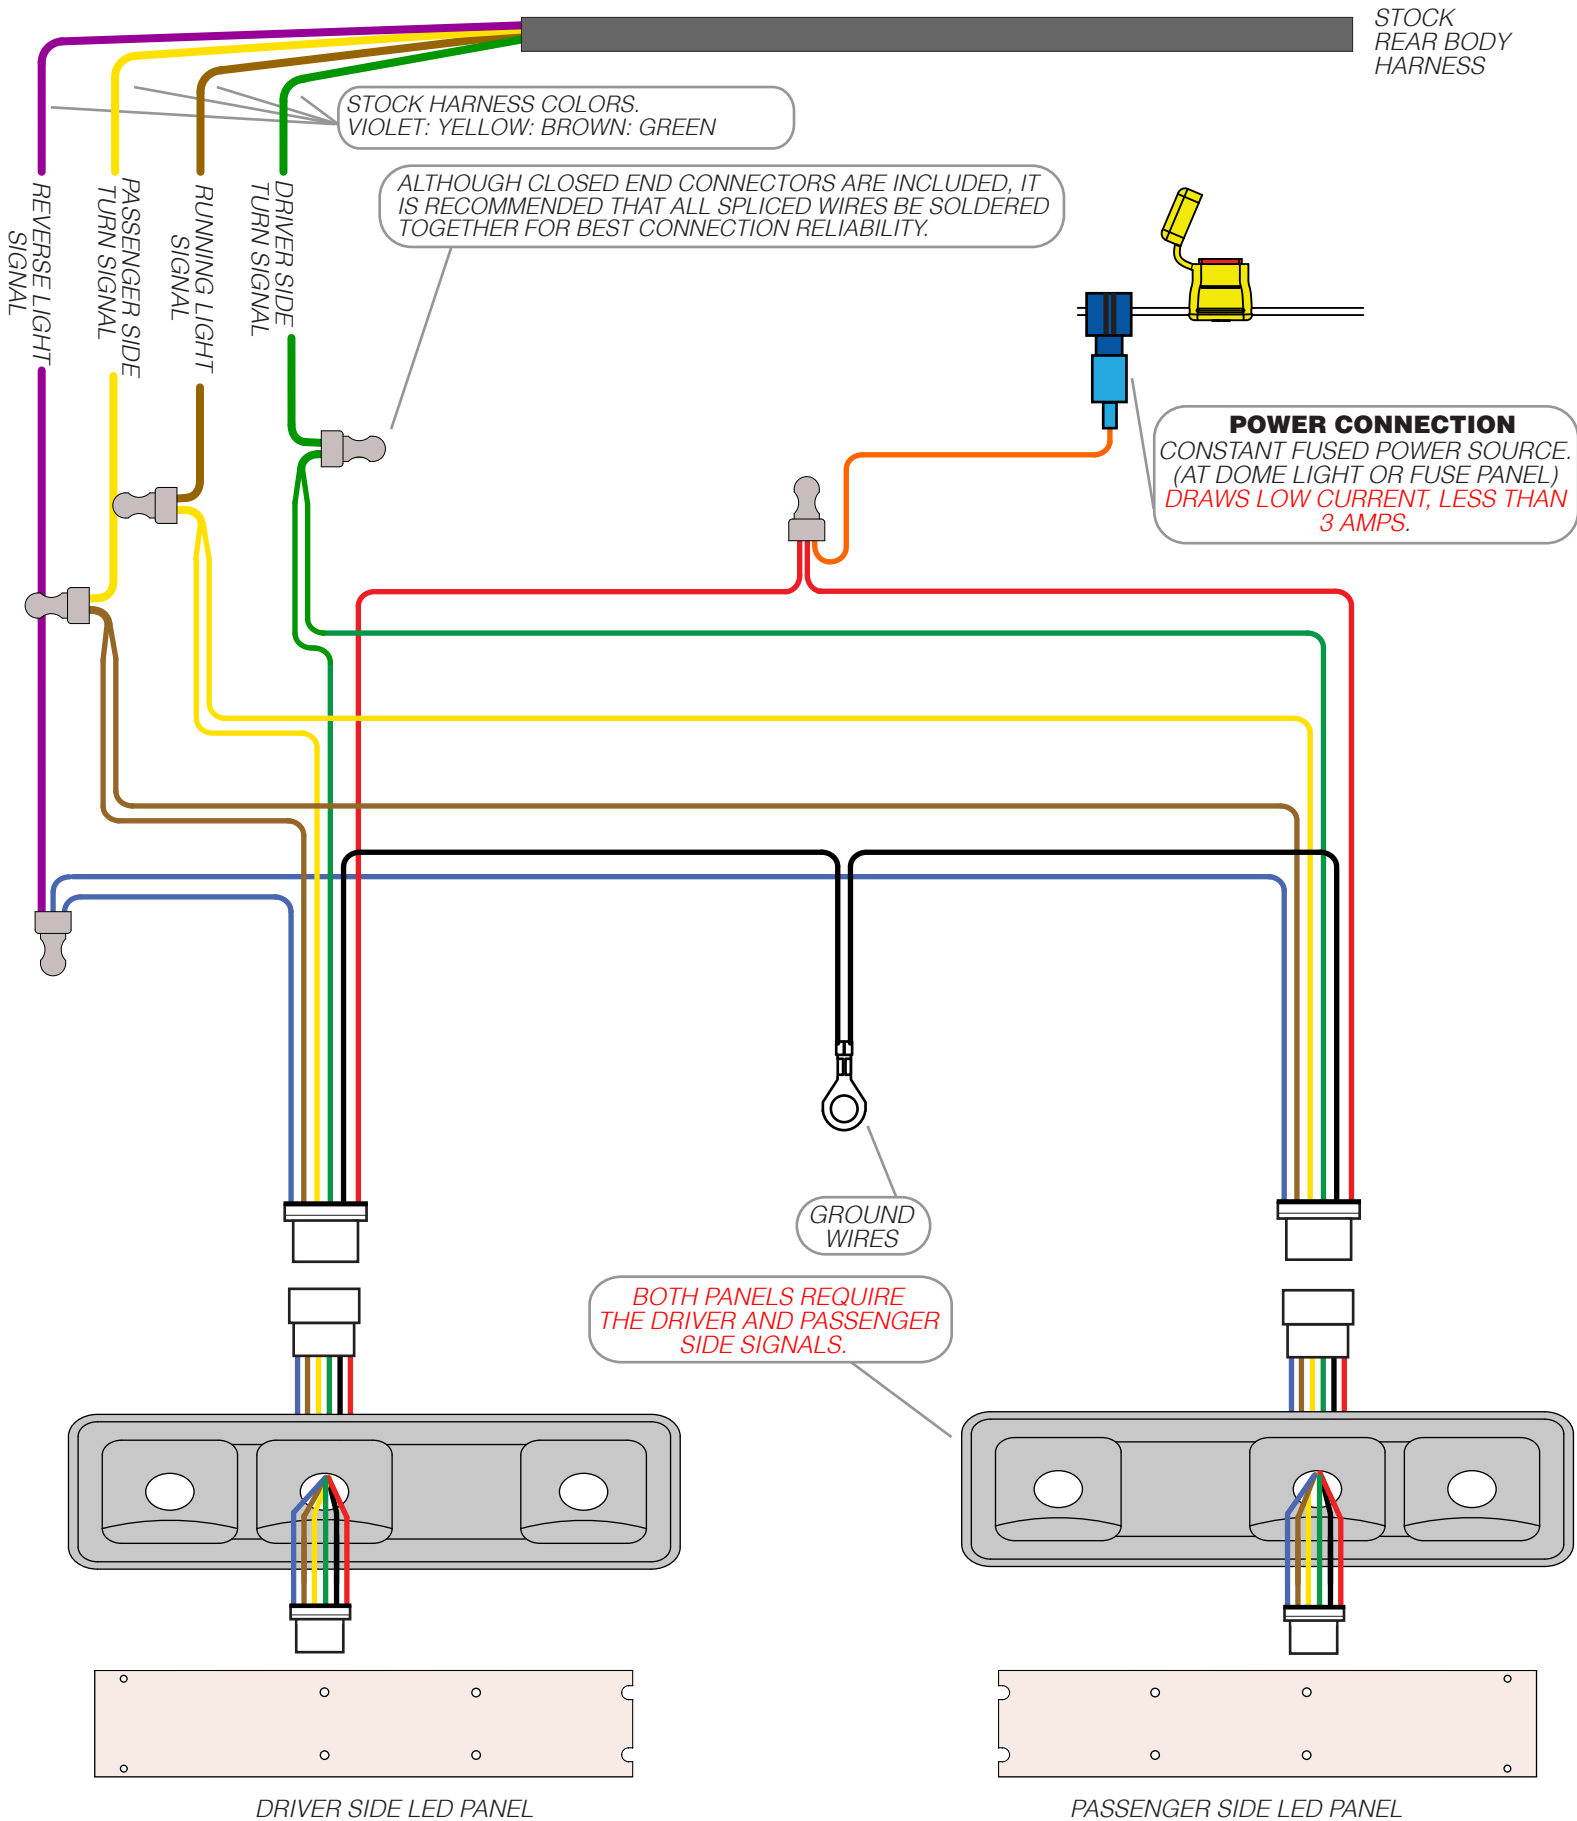 STOCK
REAR BODY
HARNESS
STOCK HARNESS COLORS.
VIOLET: YELLOW: BROWN: GREEN
ALTHOUGH CLOSED END CONNECTORS ARE INCLUDED, IT
IS RECOMMENDED THAT ALL SPLICED WIRES BE SOLDERED
TOGETHER FOR BEST CONNECTION RELIABILITY.
REVERSE LIGHT
SIGNAL
PASSENGER SIDE
TURN SIGNAL
RUNNING LIGHT
SIGNAL
DRIVER SIDE
TURN SIGNAL
POWER CONNECTION
CONSTANT FUSED POWER SOURCE.
(AT DOME LIGHT OR FUSE PANEL)
DRAWS LOW CURRENT, LESS THAN
3 AMPS.
GROUND
WIRES
BOTH PANELS REQUIRE
THE DRIVER AND PASSENGER
SIDE SIGNALS.
DRIVER SIDE LED PANEL
PASSENGER SIDE LED PANEL